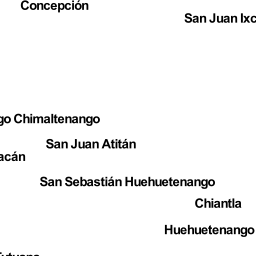 Concepción
San Juan Ixc
go Chimaltenango
San Juan Atitán
acán
San Sebastián Huehuetenango
Chiantla
Huehuetenango